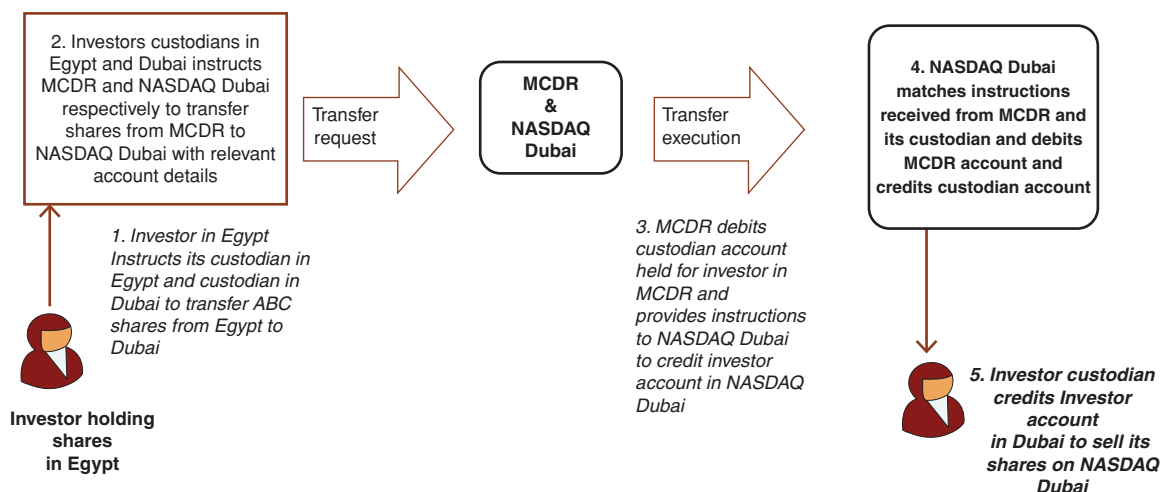 2. Investors custodians in
Egypt and Dubai instructs
MCDR and NASDAQ Dubai
respectively to transfer
shares from MCDR to
NASDAQ Dubai with relevant
account details
Transfer
request
MCDR
&
NASDAQ
Dubai
Transfer
execution
4. NASDAQ Dubai
matches instructions
received from MCDR and
its custodian and debits
MCDR account and
credits custodian account
1. Investor in Egypt
Instructs its custodian in
Egypt and custodian in
Dubai to transfer ABC
shares from Egypt to
Dubai
3. MCDR debits
custodian account
held for investor in
MCDR and
provides instructions
to NASDAQ Dubai
to credit investor
account in NASDAQ
Dubai
Investor holding
shares
in Egypt
5. Investor custodian
credits Investor
account
in Dubai to sell its
shares on NASDAQ
Dubai